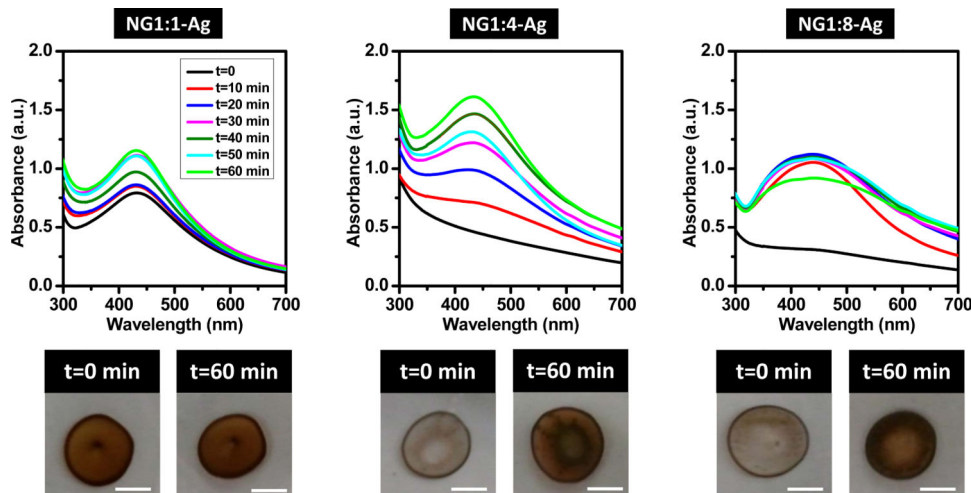 NG1:1-Ag
NG1:4-Ag
NG1:8-Ag
2.0
1.5
1.0
0.5
0.0
Absorbance (a.u.)
t=0
t=10 min
t=20 min
t=30 min
t=40 min
t=50 min
t=60 min
300 400 500 600 700
Wavelength (nm)
2.0
1.5
1.0
0.5
0.0
Absorbance (a.u.)
300 400 500 600 700
Wavelength (nm)
2.0
1.5
1.0
0.5
0.0
Absorbance (a.u.)
300 400 500 600 700
Wavelength (nm)
t=0 min t=60 min
t=0 min t=60 min
t=0 min t=60 min